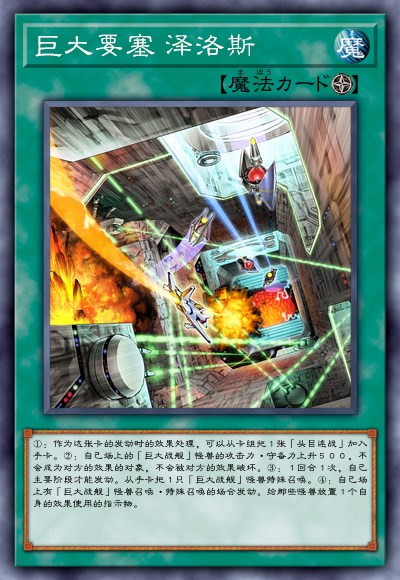 巨大要塞 泽洛斯
魔
【魔法カード】
まほう
①：作为这张卡的发动时的效果处理，可以从卡组把1张「头目连战」加入
手卡。②：自己场上的「巨大战舰」怪兽的攻击力·守备力上升500，不
会成为对方的效果的对象，不会被对方的效果破坏。③：1回合1次，自己
主要阶段才能发动。从手卡把1只「巨大战舰」怪兽特殊召唤。④：自己场
上有「巨大战舰」怪兽召唤·特殊召唤的场合发动。给那些怪兽放置1个自
身的效果使用的指示物。